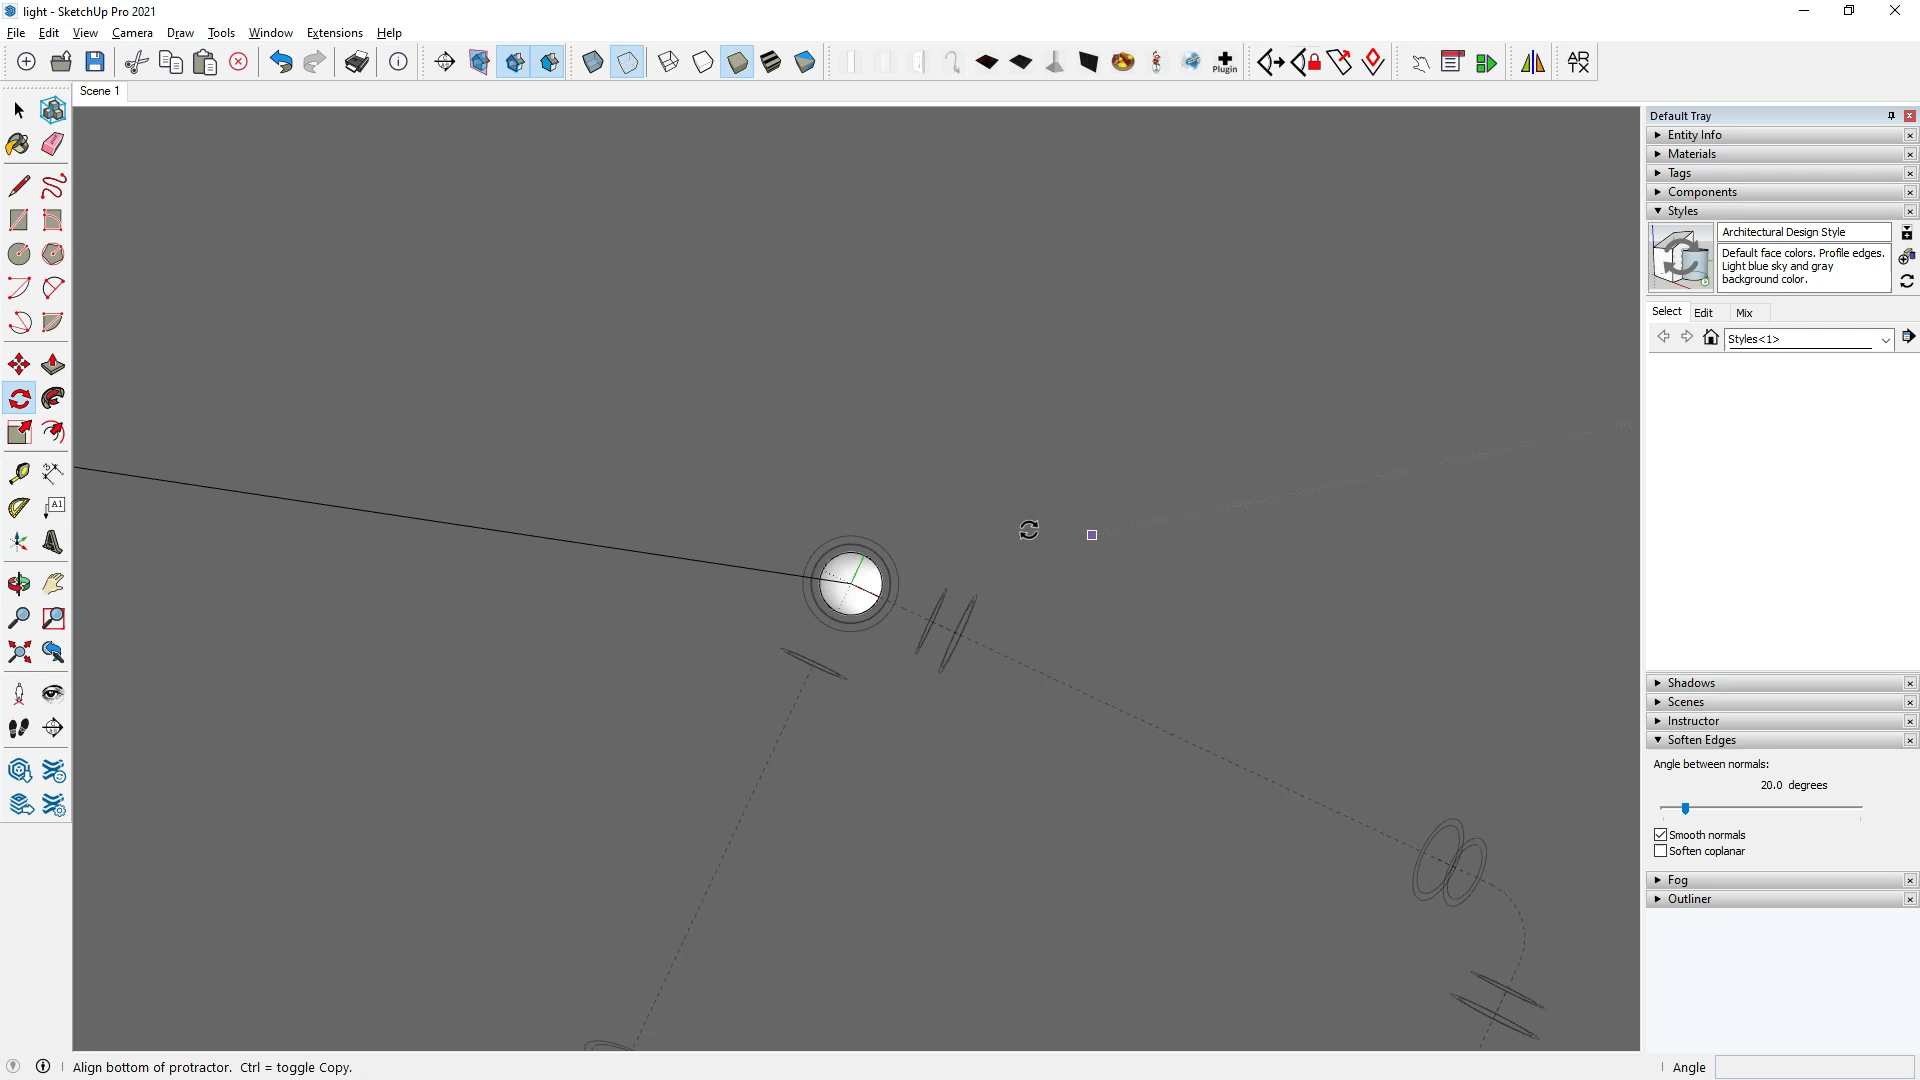 light - SketchUp Pro 2021
File Edit View Camera Draw Tools Window Extensions Help
Plugin
AR
TX
Scene 1
A1
Default Tray
Entity Info
Materials
Tags
Components
Styles
Architectural Design Style
Default face colors. Profile edges.
Light blue sky and gray
background color.
Select Edit Mix
Styles<1>
Shadows
Scenes
Instructor
Soften Edges
Angle between normals:
20.0 degrees
Smooth normals
Soften coplanar
Fog
Outliner
Align bottom of protractor. Ctrl = toggle Copy.
Angle